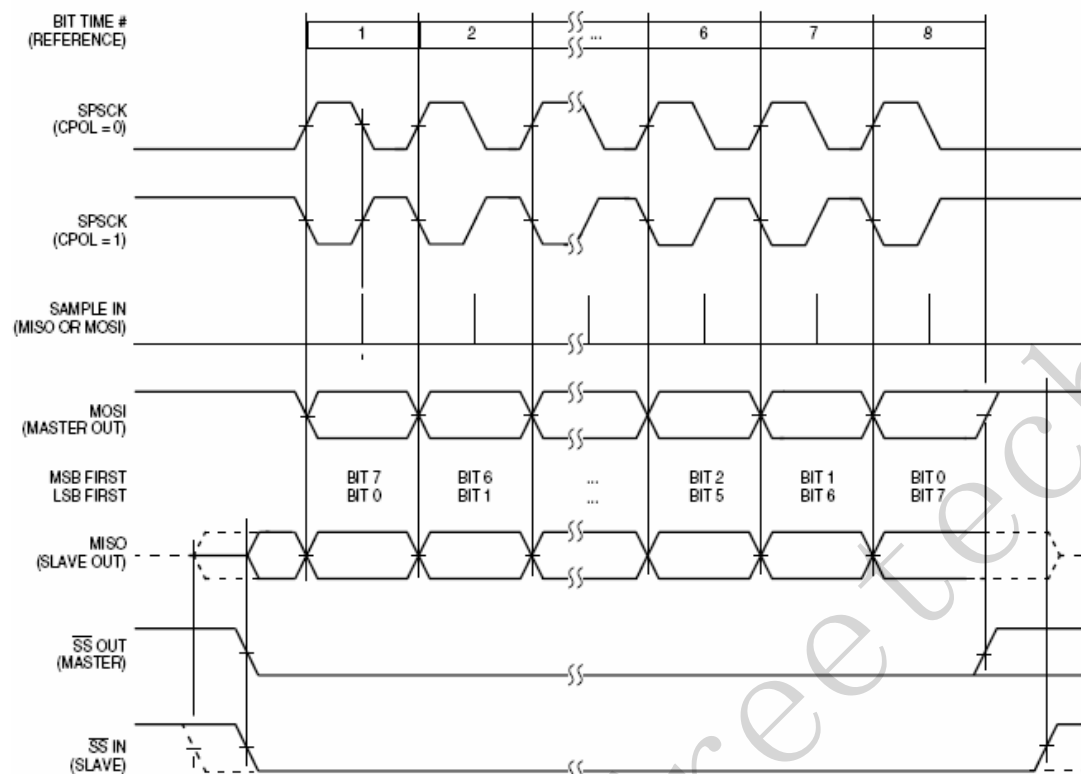 BIT TIME #
(REFERENCE)
1 2 ... 6 7 8
SPSCK
(CPOL = 0)
SPSCK
(CPOL = 1)
SAMPLE IN
(MISO OR MOSI)
MOSI
(MASTER OUT)
MSB FIRST BIT 7 BIT 6 ... BIT 2 BIT 1 BIT 0
LSB FIRST BIT 0 BIT 1 ... BIT 5 BIT 6 BIT 7
MISO
(SLAVE OUT)
SS OUT
(MASTER)
SS IN
(SLAVE)